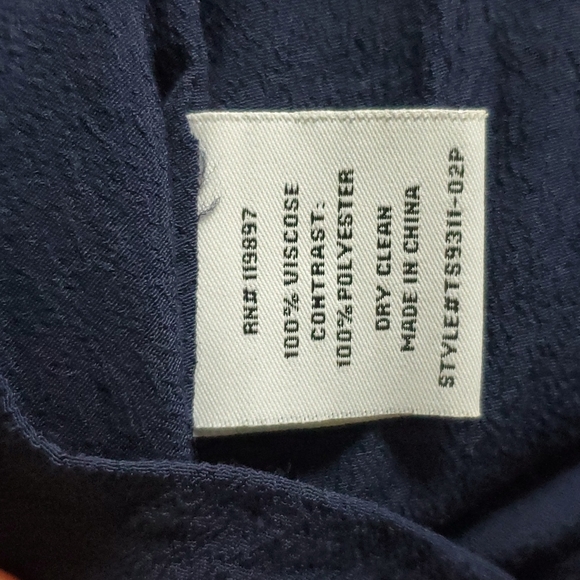 RN# 119897
100% VISCOSE
CONTRAST:
100% POLYESTER
DRY CLEAN
MADE IN CHINA
STYLE#TS9311-02P